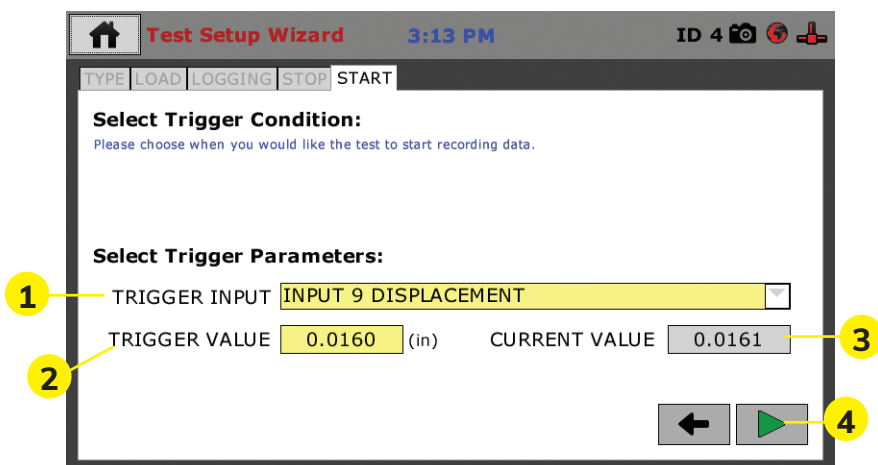 Test Setup Wizard 3:13 PM ID 4
TYPE LOAD LOGGING STOP START
Select Trigger Condition:
Please choose when you would like the test to start recording data.
Select Trigger Parameters:
1 TRIGGER INPUT INPUT 9 DISPLACEMENT
TRIGGER VALUE 0.0160 (in) CURRENT VALUE 0.0161 3
2
4